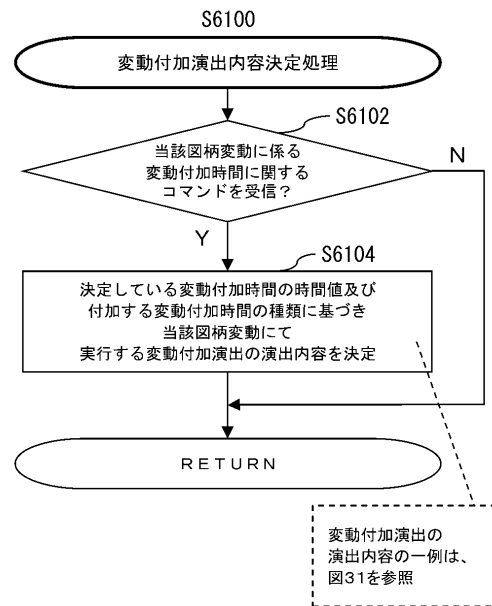 S6100
変動付加演出内容決定処理
S6102
当該図柄変動に係る
変動付加時間に関する
コマンドを受信？
N
Y
S6104
決定している変動付加時間の時間値及び
付加する変動付加時間の種類に基づき
当該図柄変動にて
実行する変動付加演出の演出内容を決定
ＲＥＴＵＲＮ
変動付加演出の
演出内容の一例は、
図３１を参照